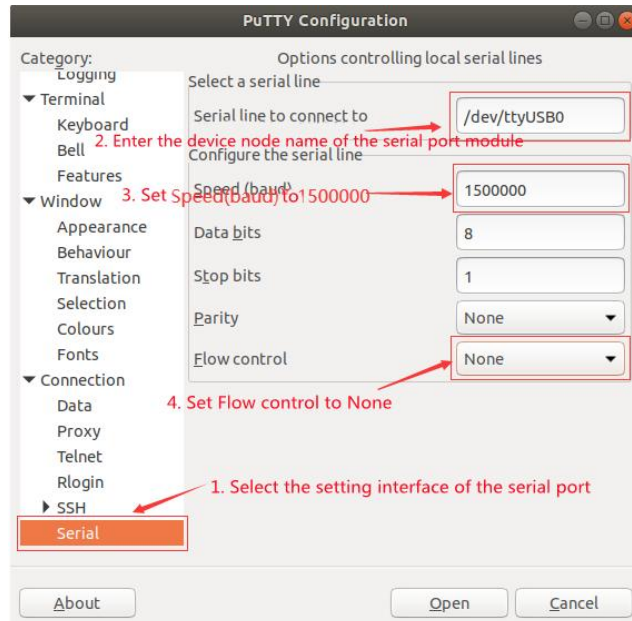 PuTTY Configuration
Category:
Options controlling local serial lines
Logging
Terminal
Keyboard
Bell
Features
Window
Appearance
Behaviour
Translation
Selection
Colours
Fonts
Connection
Data
Proxy
Telnet
Rlogin
SSH
Serial
Select a serial line
Serial line to connect to
/dev/ttyUSB0
2. Enter the device node name of the serial port module
Configure the serial line
Speed (baud)
1500000
3. Set Speed(baud) to1500000
Data bits
8
Stop bits
1
Parity
None
Flow control
None
4. Set Flow control to None
1. Select the setting interface of the serial port
About
Open
Cancel